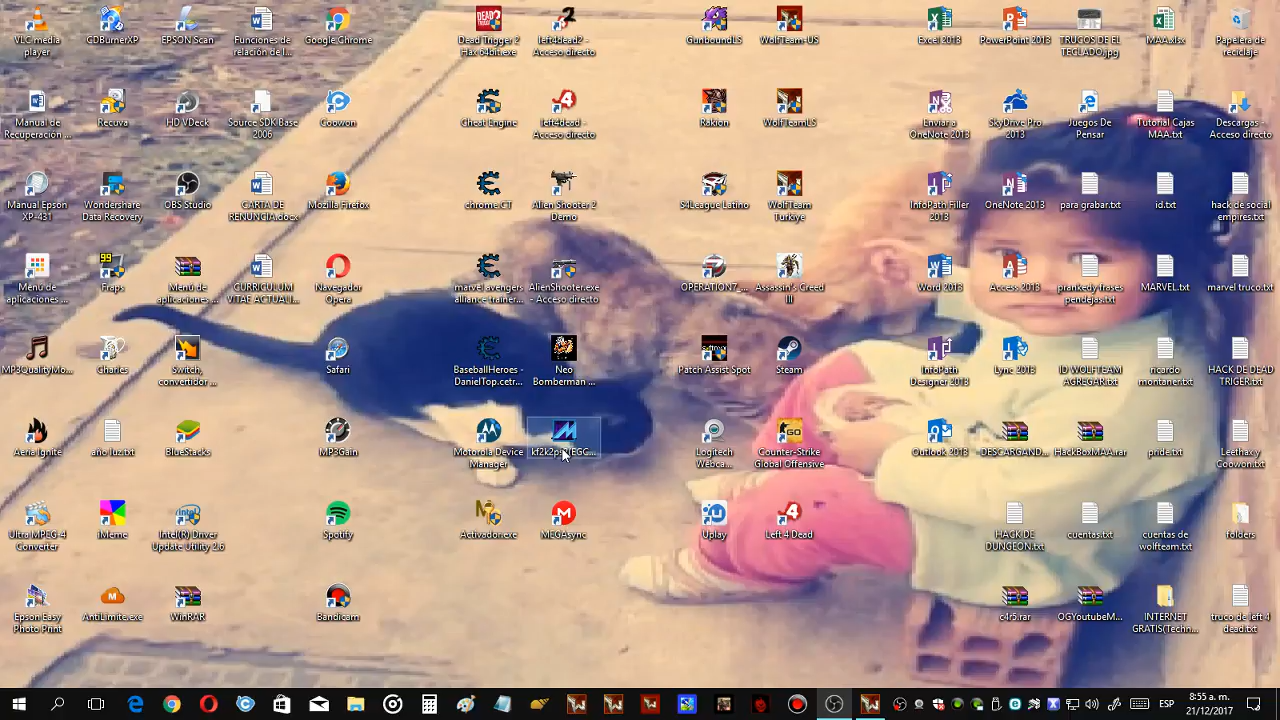 VLC media
player
CDBurnerXP
EPSON Scan
Funciones de
relación de l...
Google Chrome
Dead Trigger 2
Hax 64bit.exe
left4dead2 -
Acceso directo
GunboundLS
WolfTeam-US
Excel 2013
PowerPoint 2013
TRUCOS DE EL
TECLADO.jpg
MAA.xlsx
Papelera de
reciclaje
Manual de
Recuperación ...
Recuva
HD VDeck
Source SDK Base
2006
Coowon
Cheat Engine
left4dead -
Acceso directo
Rakion
WolfTeamLS
Enviar a
OneNote 2013
SkyDrive Pro
2013
Juegos De
Pensar
Tutorial Cajas
MAA.txt
Descargas -
Acceso directo
Manual Epson
XP-431
Wondershare
Data Recovery
OBS Studio
CARTA DE
RENUNCIA.docx
Mozilla Firefox
chrome.CT
Alien Shooter 2
Demo
S4League Latino
WolfTeam
Turkiye
InfoPath Filler
2013
OneNote 2013
para grabar.txt
id.txt
hack de social
empires.txt
Menú de
aplicaciones ...
99
Fraps
Menú de
aplicaciones ...
CURRICULUM
VITAE ACTUALI...
Navegador
Opera
marvel avengers
alliance trainer...
AlienShooter.exe
- Acceso directo
OPERATION7_...
Assassin's Creed
III
Word 2013
Access 2013
prankedy frases
pendejas.txt
MARVEL.txt
marvel truco.txt
MP3QualityMo...
Charles
Switch,
convertidor ...
Safari
BaseballHeroes -
DanielTop.cetr...
Neo
Bomberman ...
Patch Assist Spot
Steam
InfoPath
Designer 2013
Lync 2013
ID WOLFTEAM
AGREGAR.txt
ricardo
montaner.txt
HACK DE DEAD
TRIGER.txt
Aeria Ignite
año luz.txt
BlueStacks
MP3Gain
Motorola Device
Manager
Logitech
Webca...
GO
Counter-Strike
Global Offensive
Outlook 2013
HackBoxMAA.rar
pride.txt
Leethax y
Coowon.txt
Ultra MPEG-4
Converter
iMeme
Intel(R) Driver
Update Utility 2.6
Spotify
Activador.exe
MEGAsync
Uplay
Left 4 Dead
HACK DE
DUNGEON.txt
cuentas.txt
cuentas de
wolfteam.txt
folders
Epson Easy
Photo Print
AntiLimite.exe
WinRAR
Bandicam
c4r5.rar
OGYoutubeM...
INTERNET
GRATIS(Techn...
truco de left 4
dead.txt
ESP
8:55 a. m.
21/12/2017